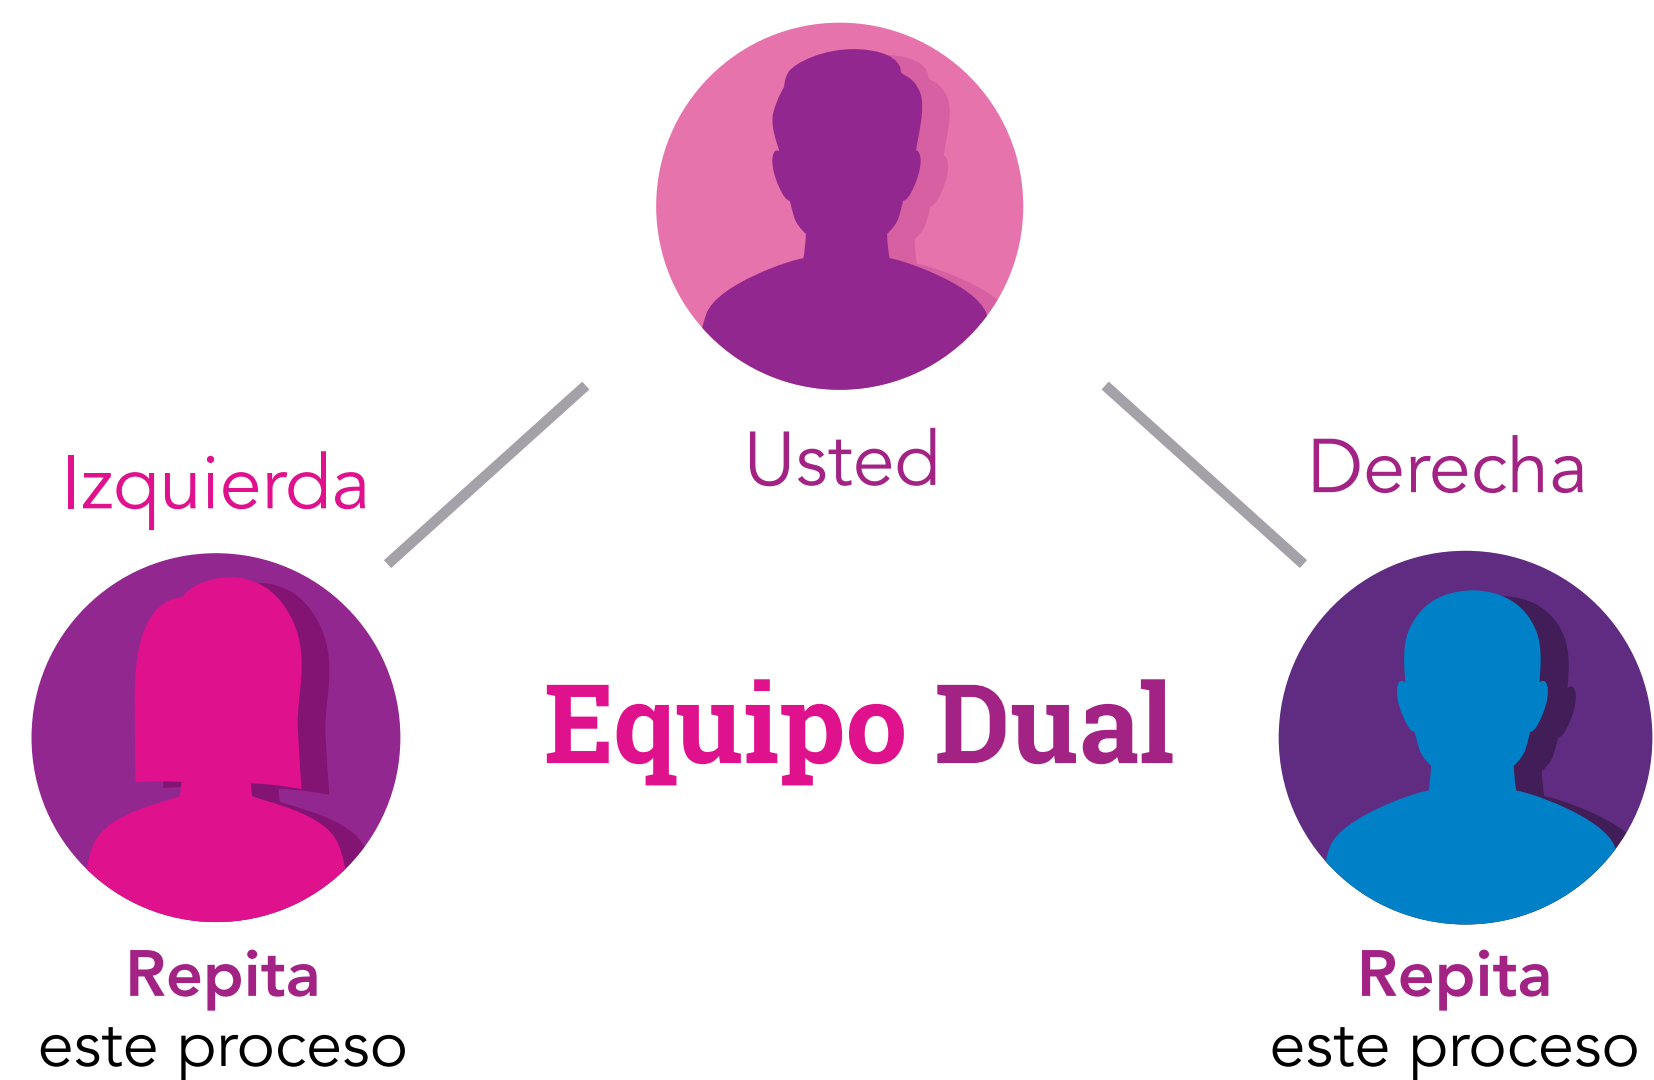 Usted
Izquierda
Derecha
Equipo Dual
Repita
este proceso
Repita
este proceso